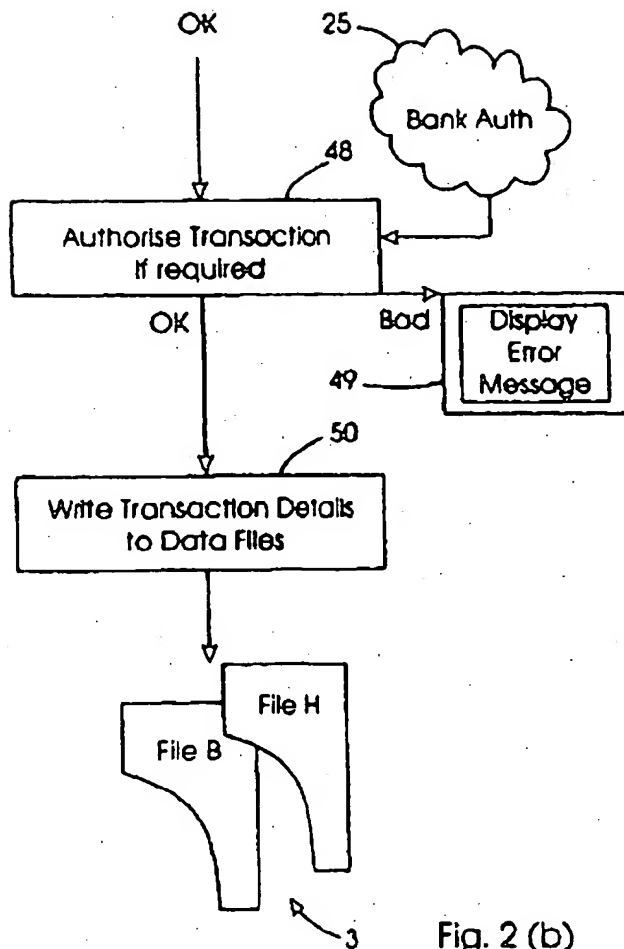 OK
25
Bank Auth
48
Authorise Transaction
If required
OK
Bad
Display
Error
Message
49
50
Write Transaction Details
to Data Files
File H
File B
3
Fig. 2 (b)